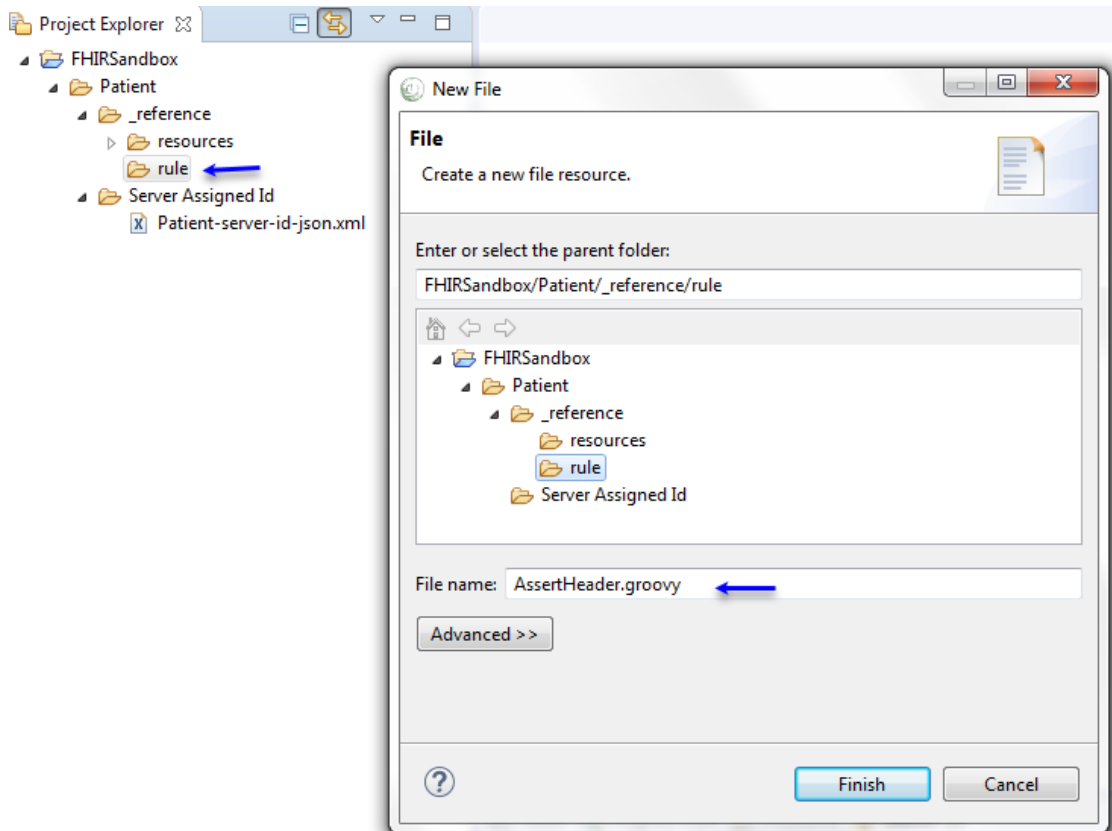 Project Explorer
FHIRSandbox
Patient
_reference
resources
rule
Server Assigned Id
Patient-server-id-json.xml
New File
File
Create a new file resource.
Enter or select the parent folder:
FHIRSandbox/Patient/_reference/rule
FHIRSandbox
Patient
_reference
resources
rule
Server Assigned Id
File name: AssertHeader.groovy
Advanced >>
Finish Cancel